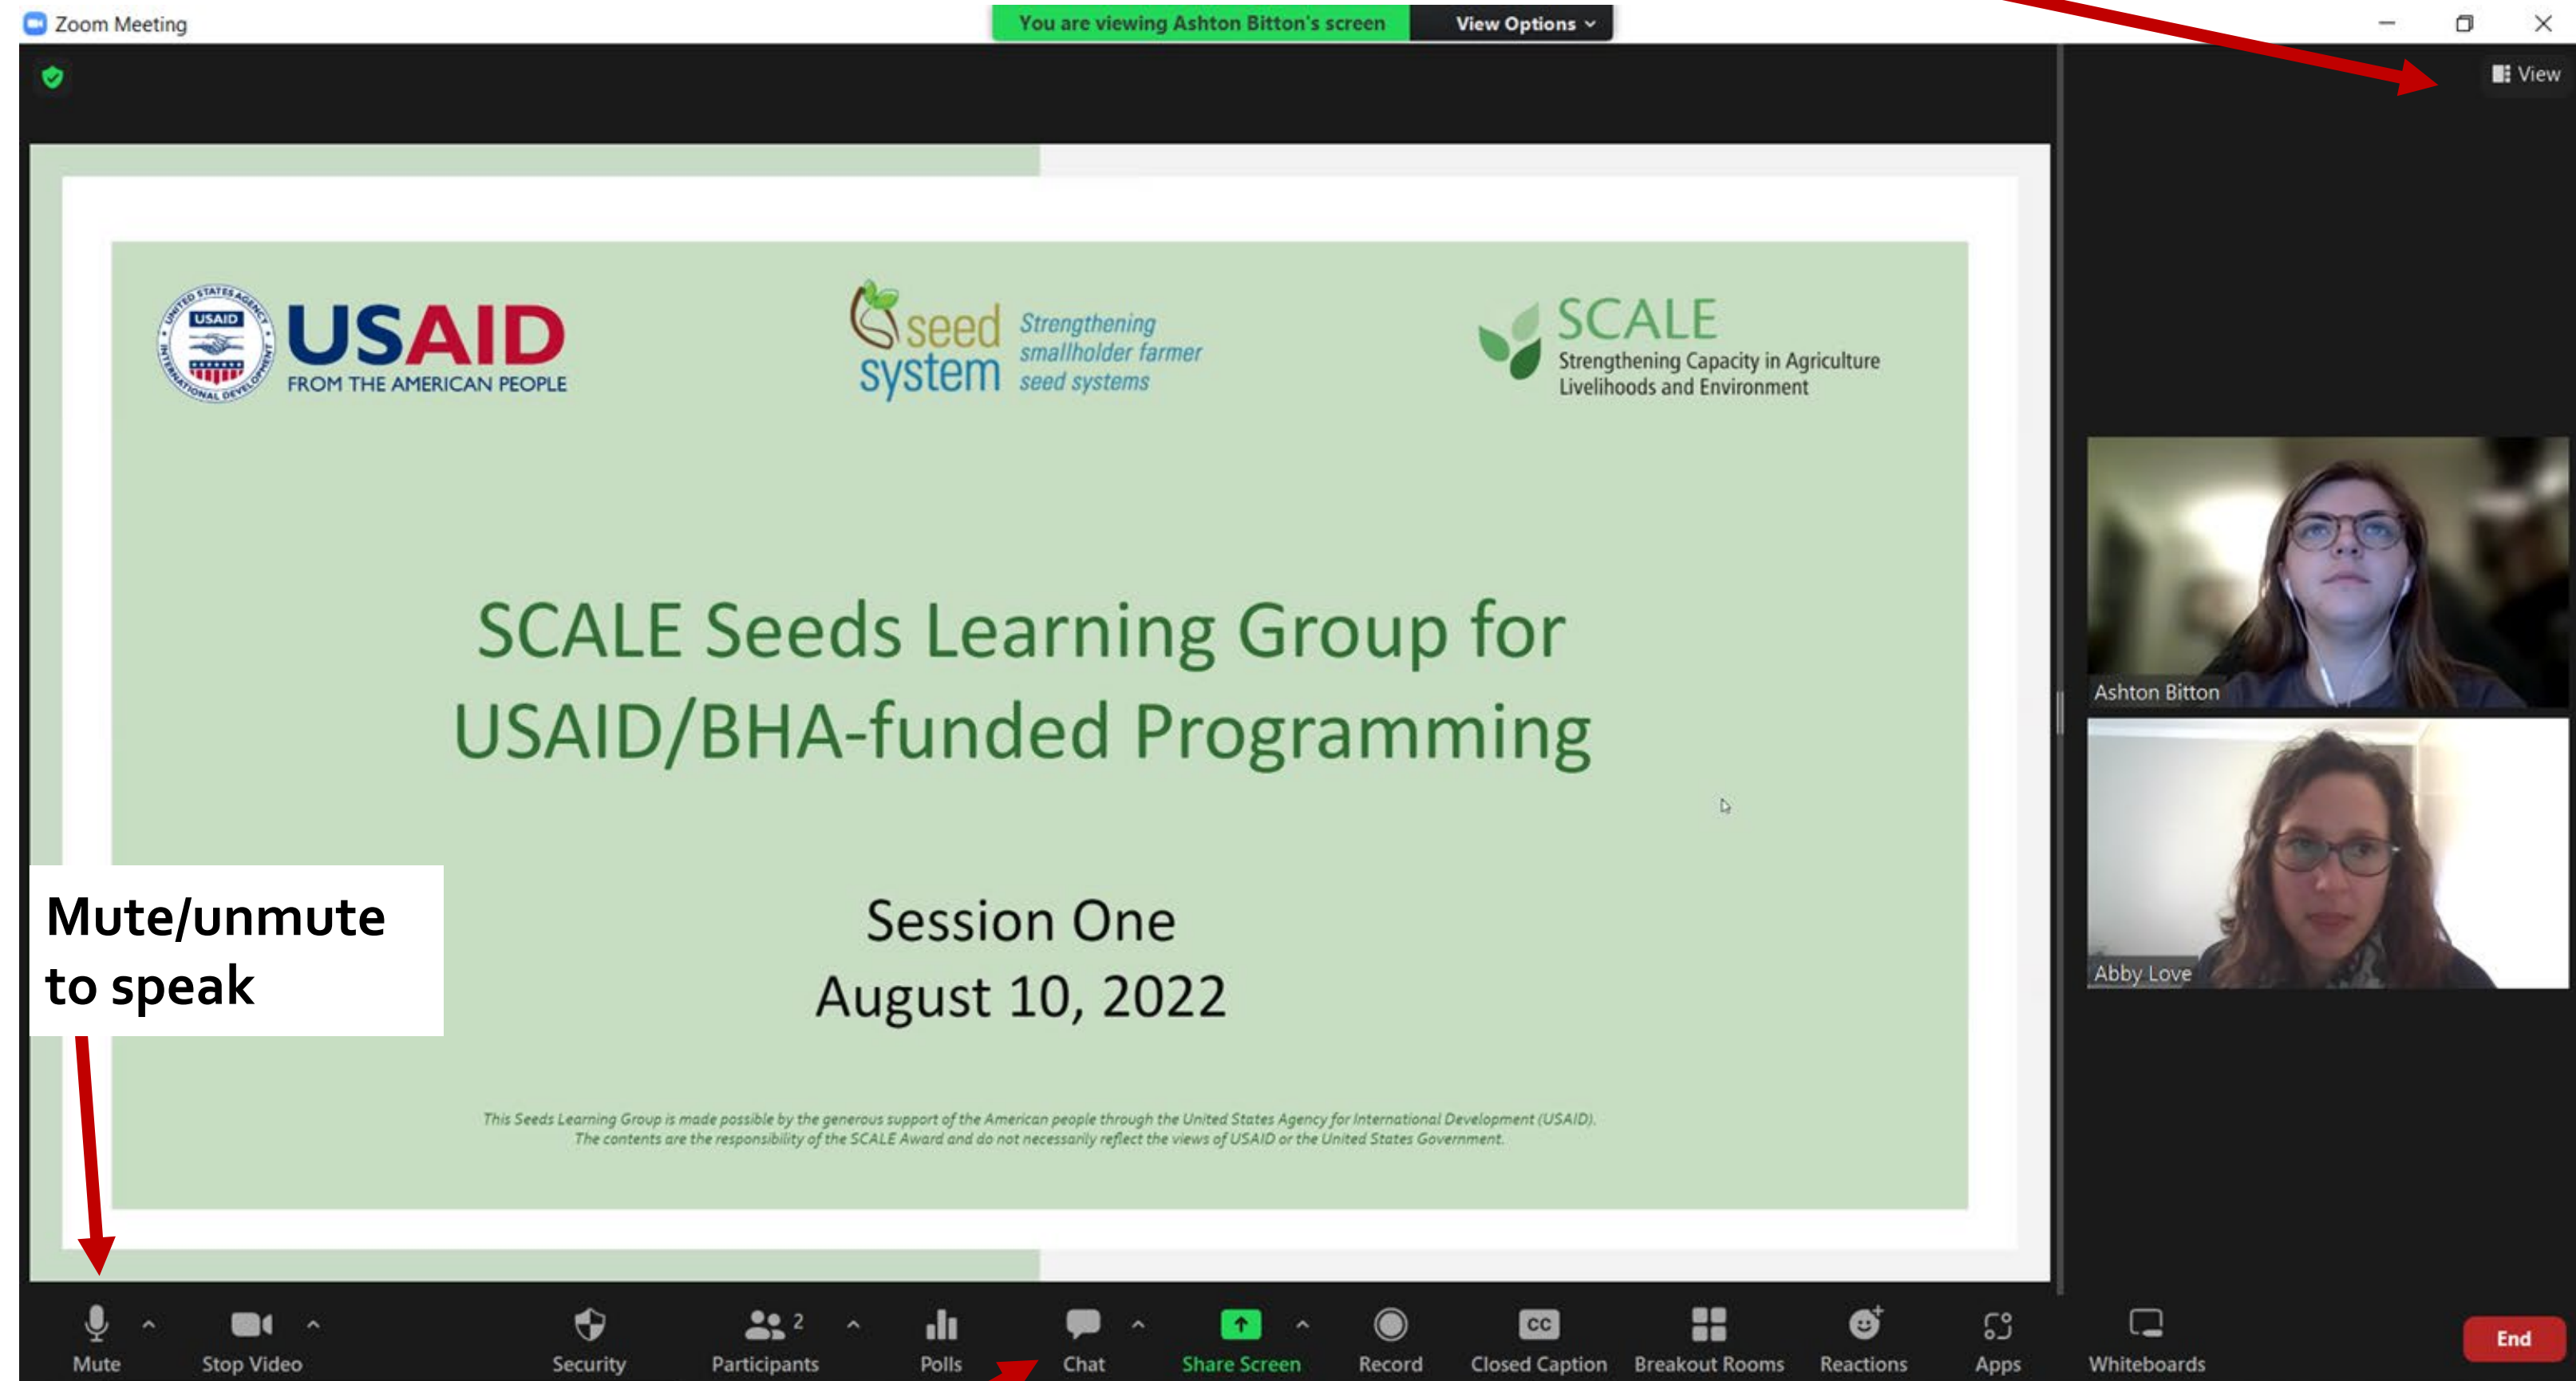 Zoom Meeting
You are viewing Ashton Bitton's screen
View Options
View
UNITED STATES AGENCY
INTERNATIONAL DEVELOPMENT
USAID
USAID
FROM THE AMERICAN PEOPLE
seed
system
Strengthening
smallholder farmer
seed systems
SCALE
Strengthening Capacity in Agriculture
Livelihoods and Environment
SCALE Seeds Learning Group for
USAID/BHA-funded Programming
Ashton Bitton
Abby Love
Mute/unmute
to speak
Session One
August 10, 2022
This Seeds Learning Group is made possible by the generous support of the American people through the United States Agency for International Development (USAID).
The contents are the responsibility of the SCALE Award and do not necessarily reflect the views of USAID or the United States Government.
Mute
Stop Video
Security
Participants
2
Polls
Chat
Share Screen
Record
CC
Closed Caption
Breakout Rooms
Reactions
Apps
Whiteboards
End